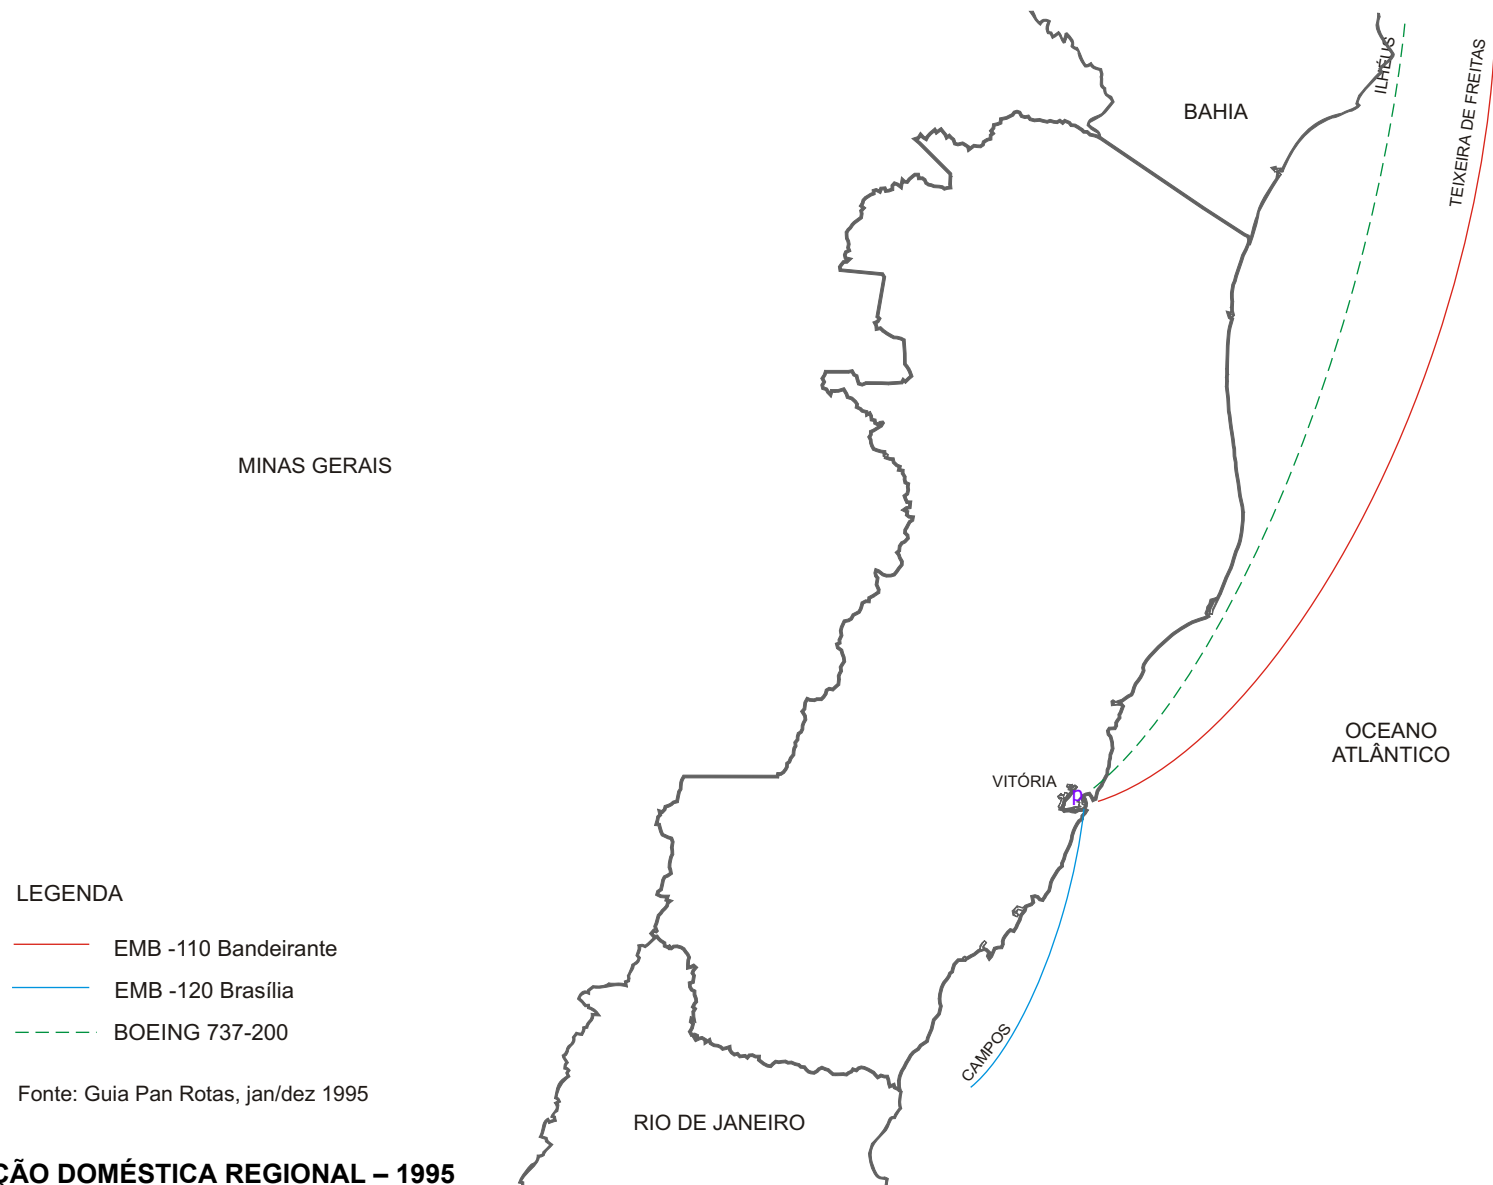 ILHÉUS
TEIXEIRA DE FREITAS
BAHIA
MINAS GERAIS
OCEANO
ATLÂNTICO
VITÓRIA
p
LEGENDA
EMB -110 Bandeirante
EMB -120 Brasília
BOEING 737-200
CAMPOS
Fonte: Guia Pan Rotas, jan/dez 1995
RIO DE JANEIRO
ÇÃO DOMÉSTICA REGIONAL – 1995